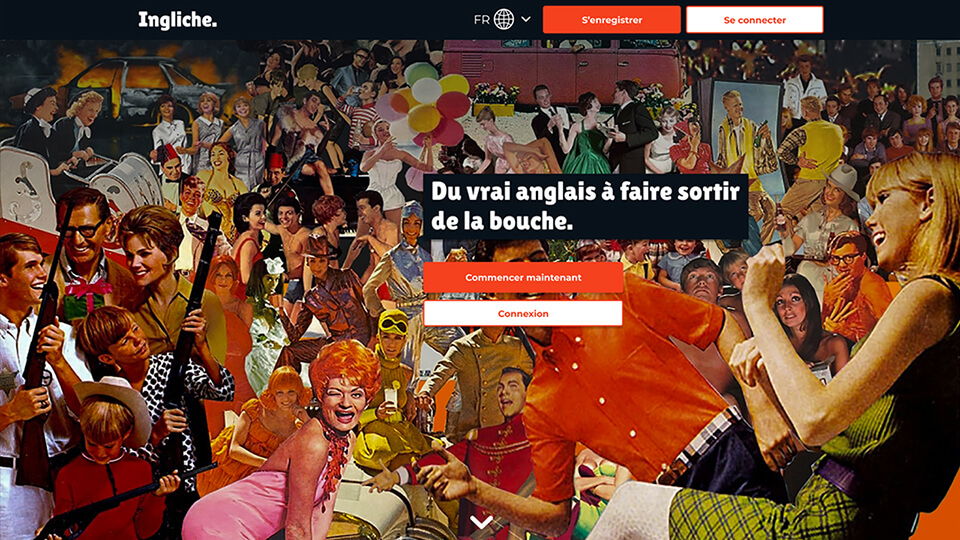 Ingliche.
FR
S'enregistrer
Se connecter
Du vrai anglais à faire sortir
de la bouche.
Commencer maintenant
Connexion